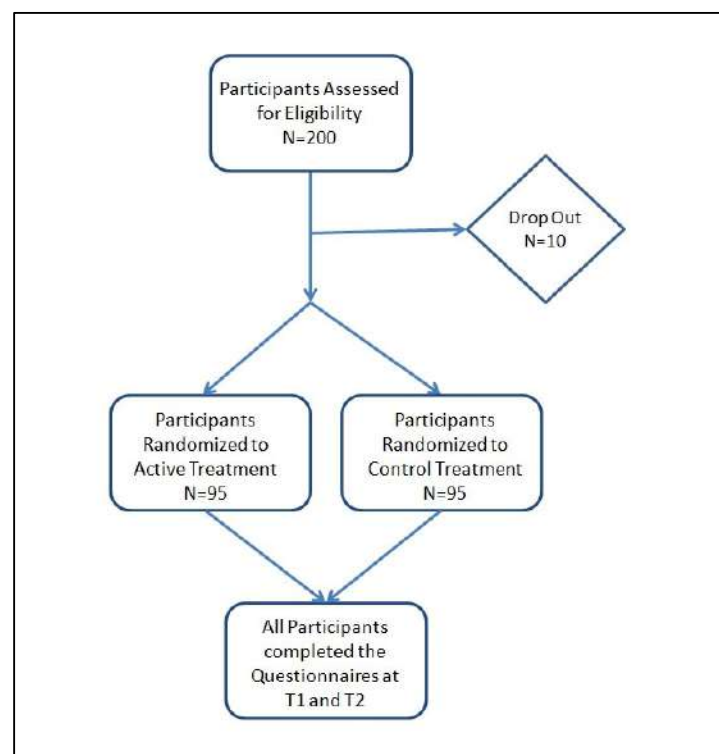 Participants Assessed
for Eligibility
N=200
Drop Out
N=10
Participants
Randomized to
Active Treatment
N=95
Participants
Randomized to
Control Treatment
N=95
All Participants
completed the
Questionnaires at
T1 and T2